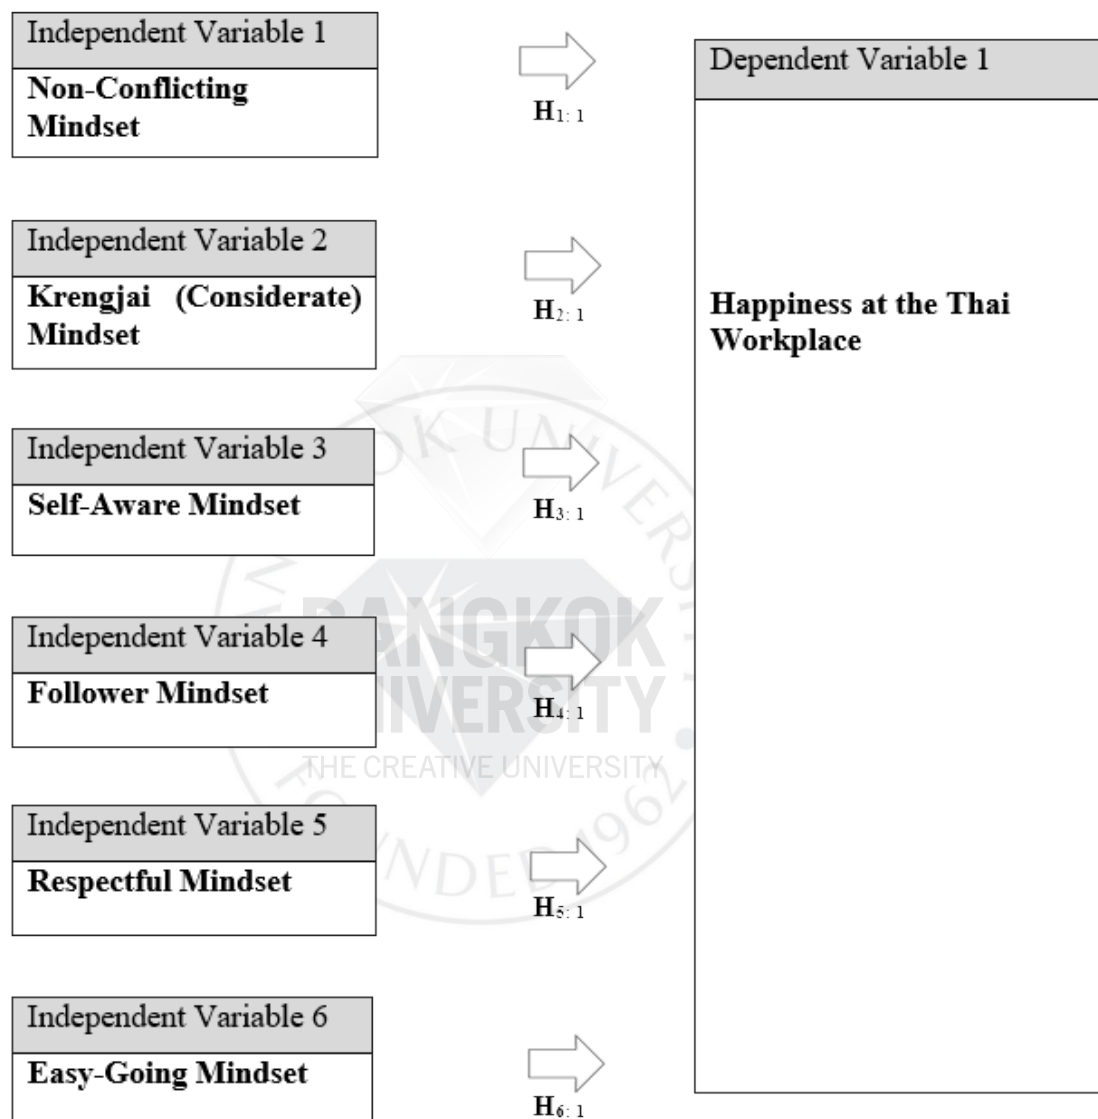 Independent Variable 1
Non-Conflicting
Mindset
H1: 1
Dependent Variable 1
Happiness at the Thai
Workplace
Independent Variable 2
Krengjai (Considerate)
Mindset
H2: 1
Independent Variable 3
Self-Aware Mindset
H3: 1
Independent Variable 4
Follower Mindset
H4: 1
Independent Variable 5
Respectful Mindset
H5: 1
Independent Variable 6
Easy-Going Mindset
H6: 1
BANGKOK
UNIVERSITY
THE CREATIVE UNIVERSITY
FOUNDED 1962